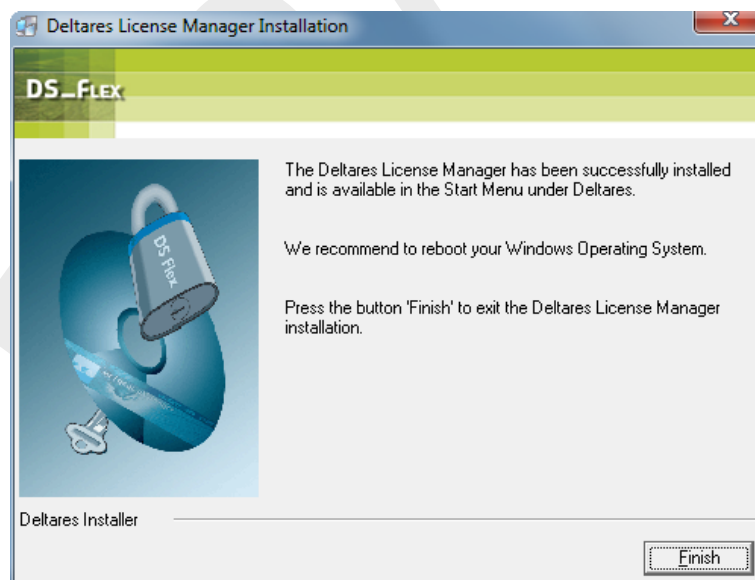 Deltares License Manager Installation
DS_FLEX
The Deltares License Manager has been successfully installed
and is available in the Start Menu under Deltares.
We recommend to reboot your Windows Operating System.
Press the button 'Finish' to exit the Deltares License Manager
installation.
DS Flex
Deltares Installer
Finish